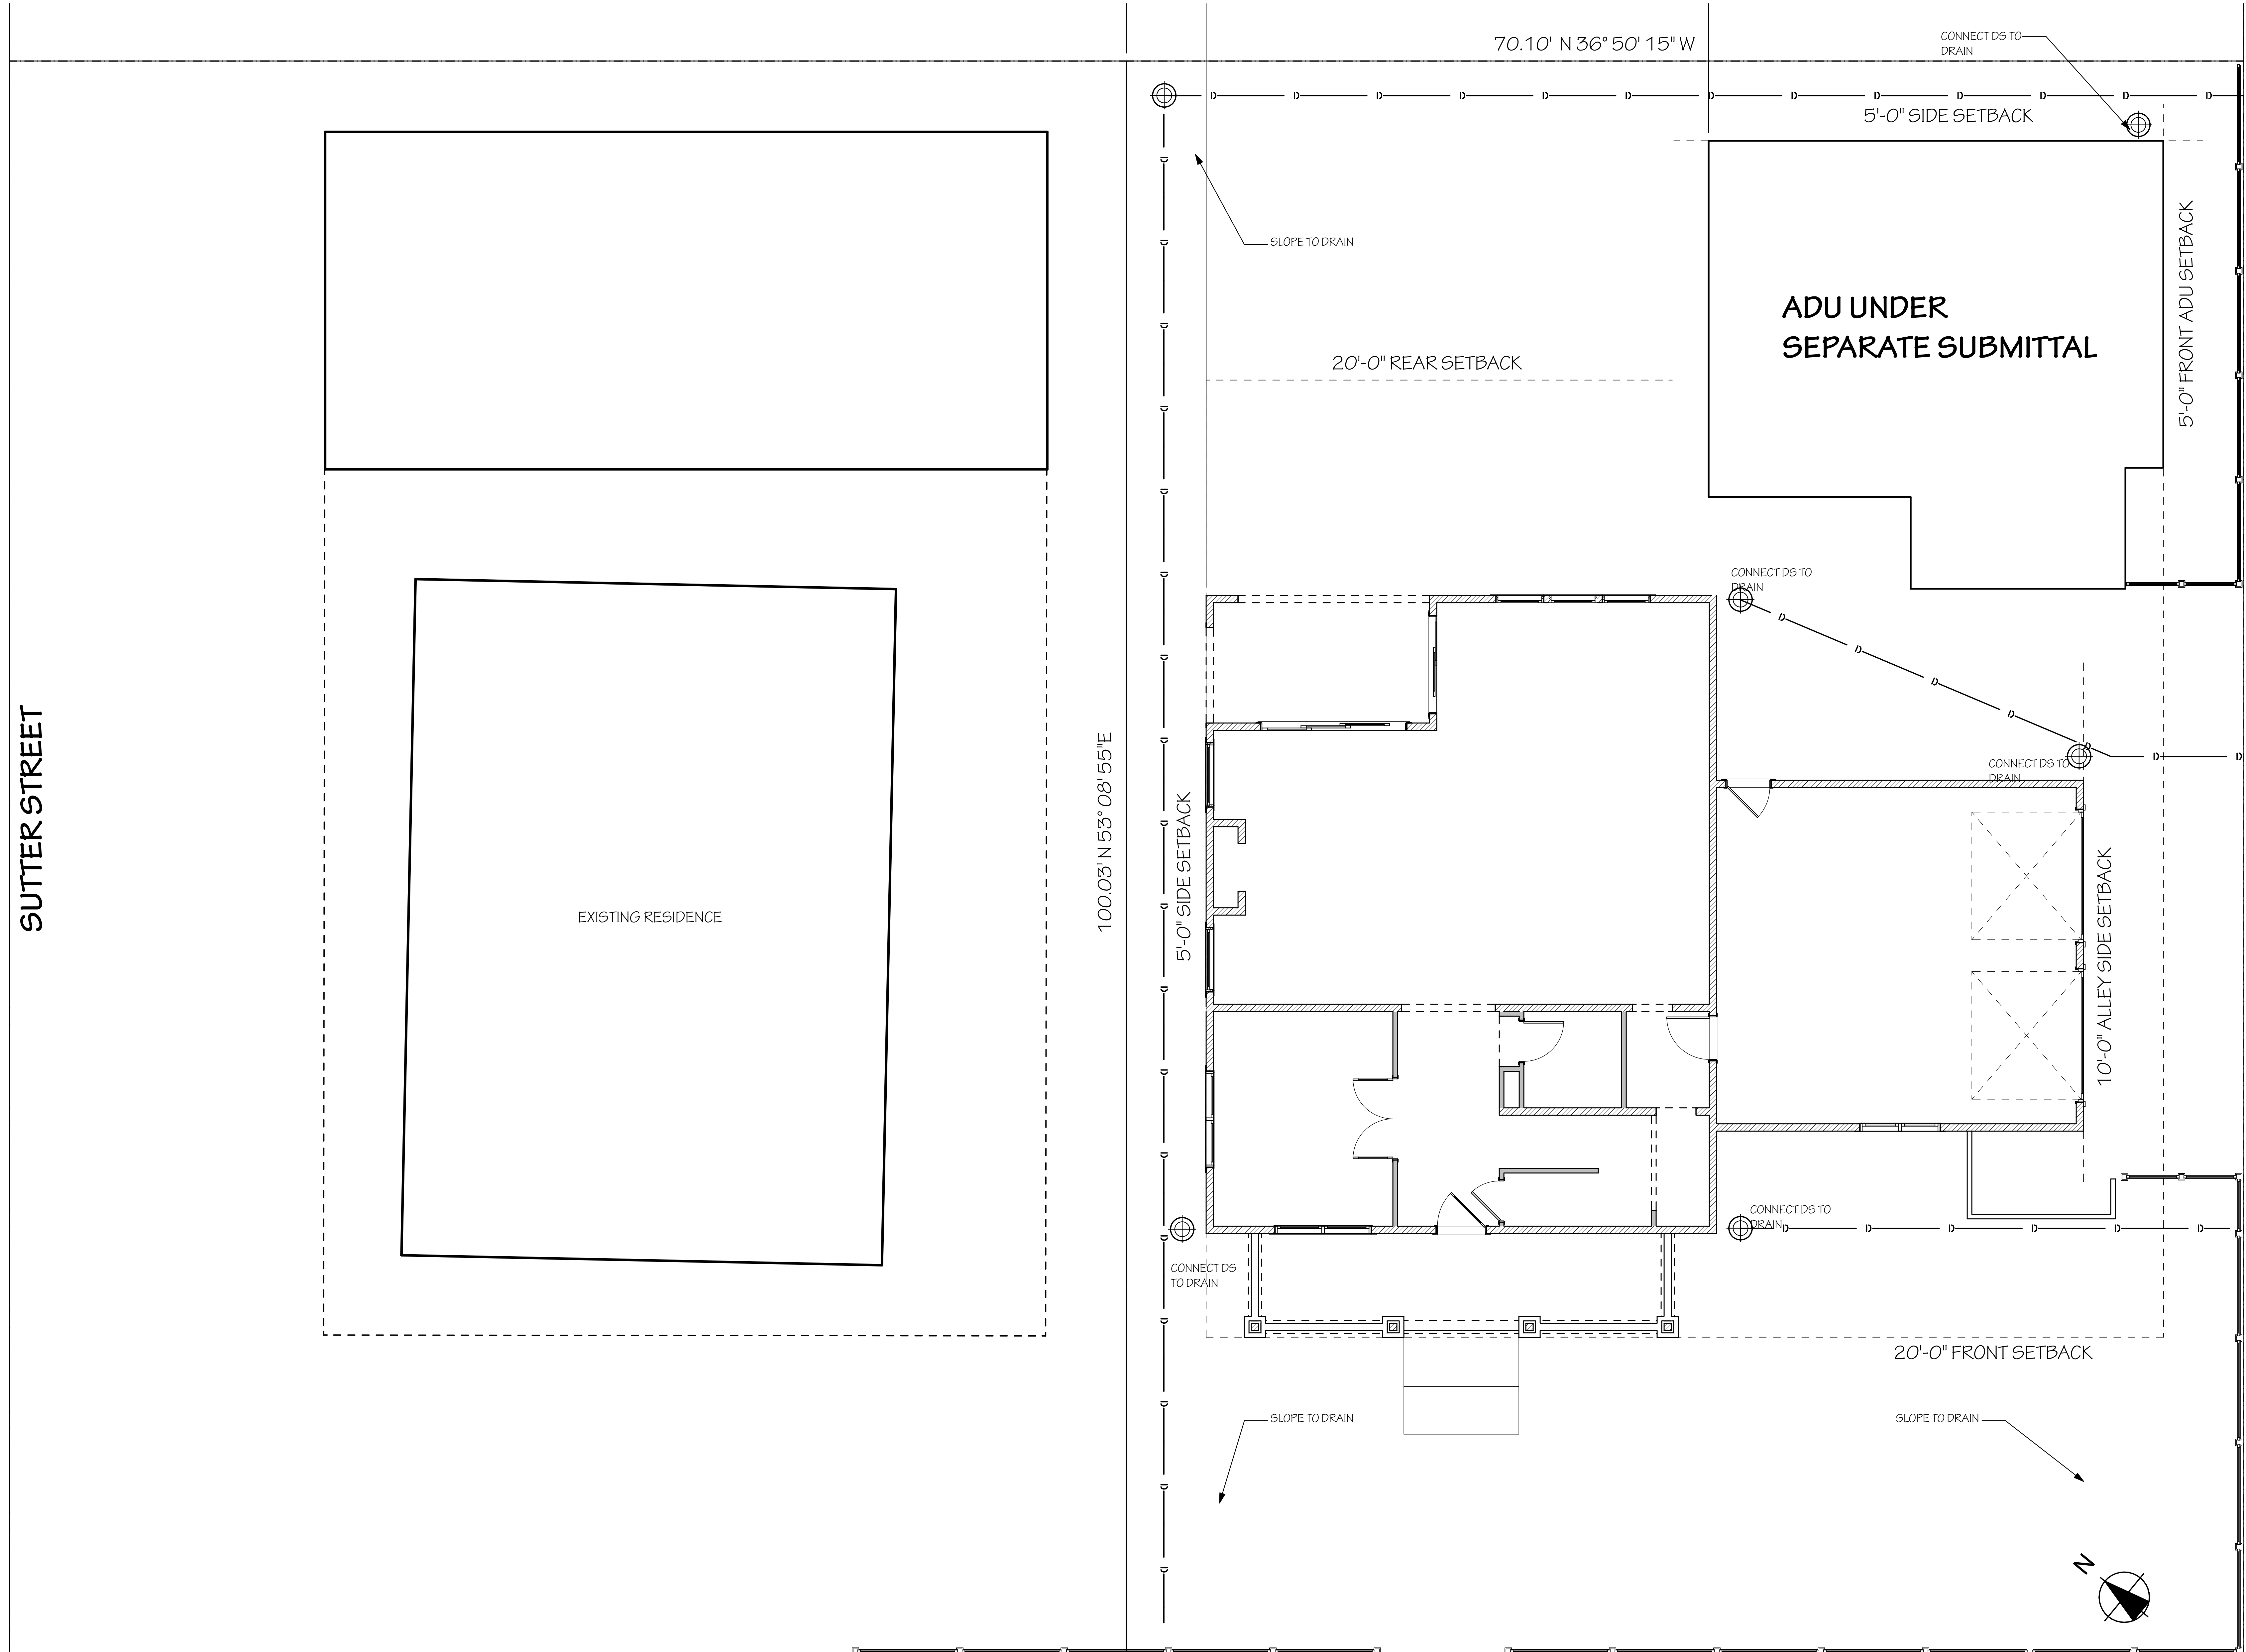 70.10' N 36° 50' 15" W
CONNECT DS TO
DRAIN
5'-0" SIDE SETBACK
SLOPE TO DRAIN
ADU UNDER
SEPARATE SUBMITTAL
5'-0" FRONT ADU SETBACK
20'-0" REAR SETBACK
CONNECT DS TO
DRAIN
SUTTER STREET
EXISTING RESIDENCE
100.03' N 53° 08' 55"E
5'-0" SIDE SETBACK
CONNECT DS TO
DRAIN
10'-0" ALLEY SIDE SETBACK
CONNECT DS TO
DRAIN
CONNECT DS
TO DRAIN
20'-0" FRONT SETBACK
SLOPE TO DRAIN
SLOPE TO DRAIN
N